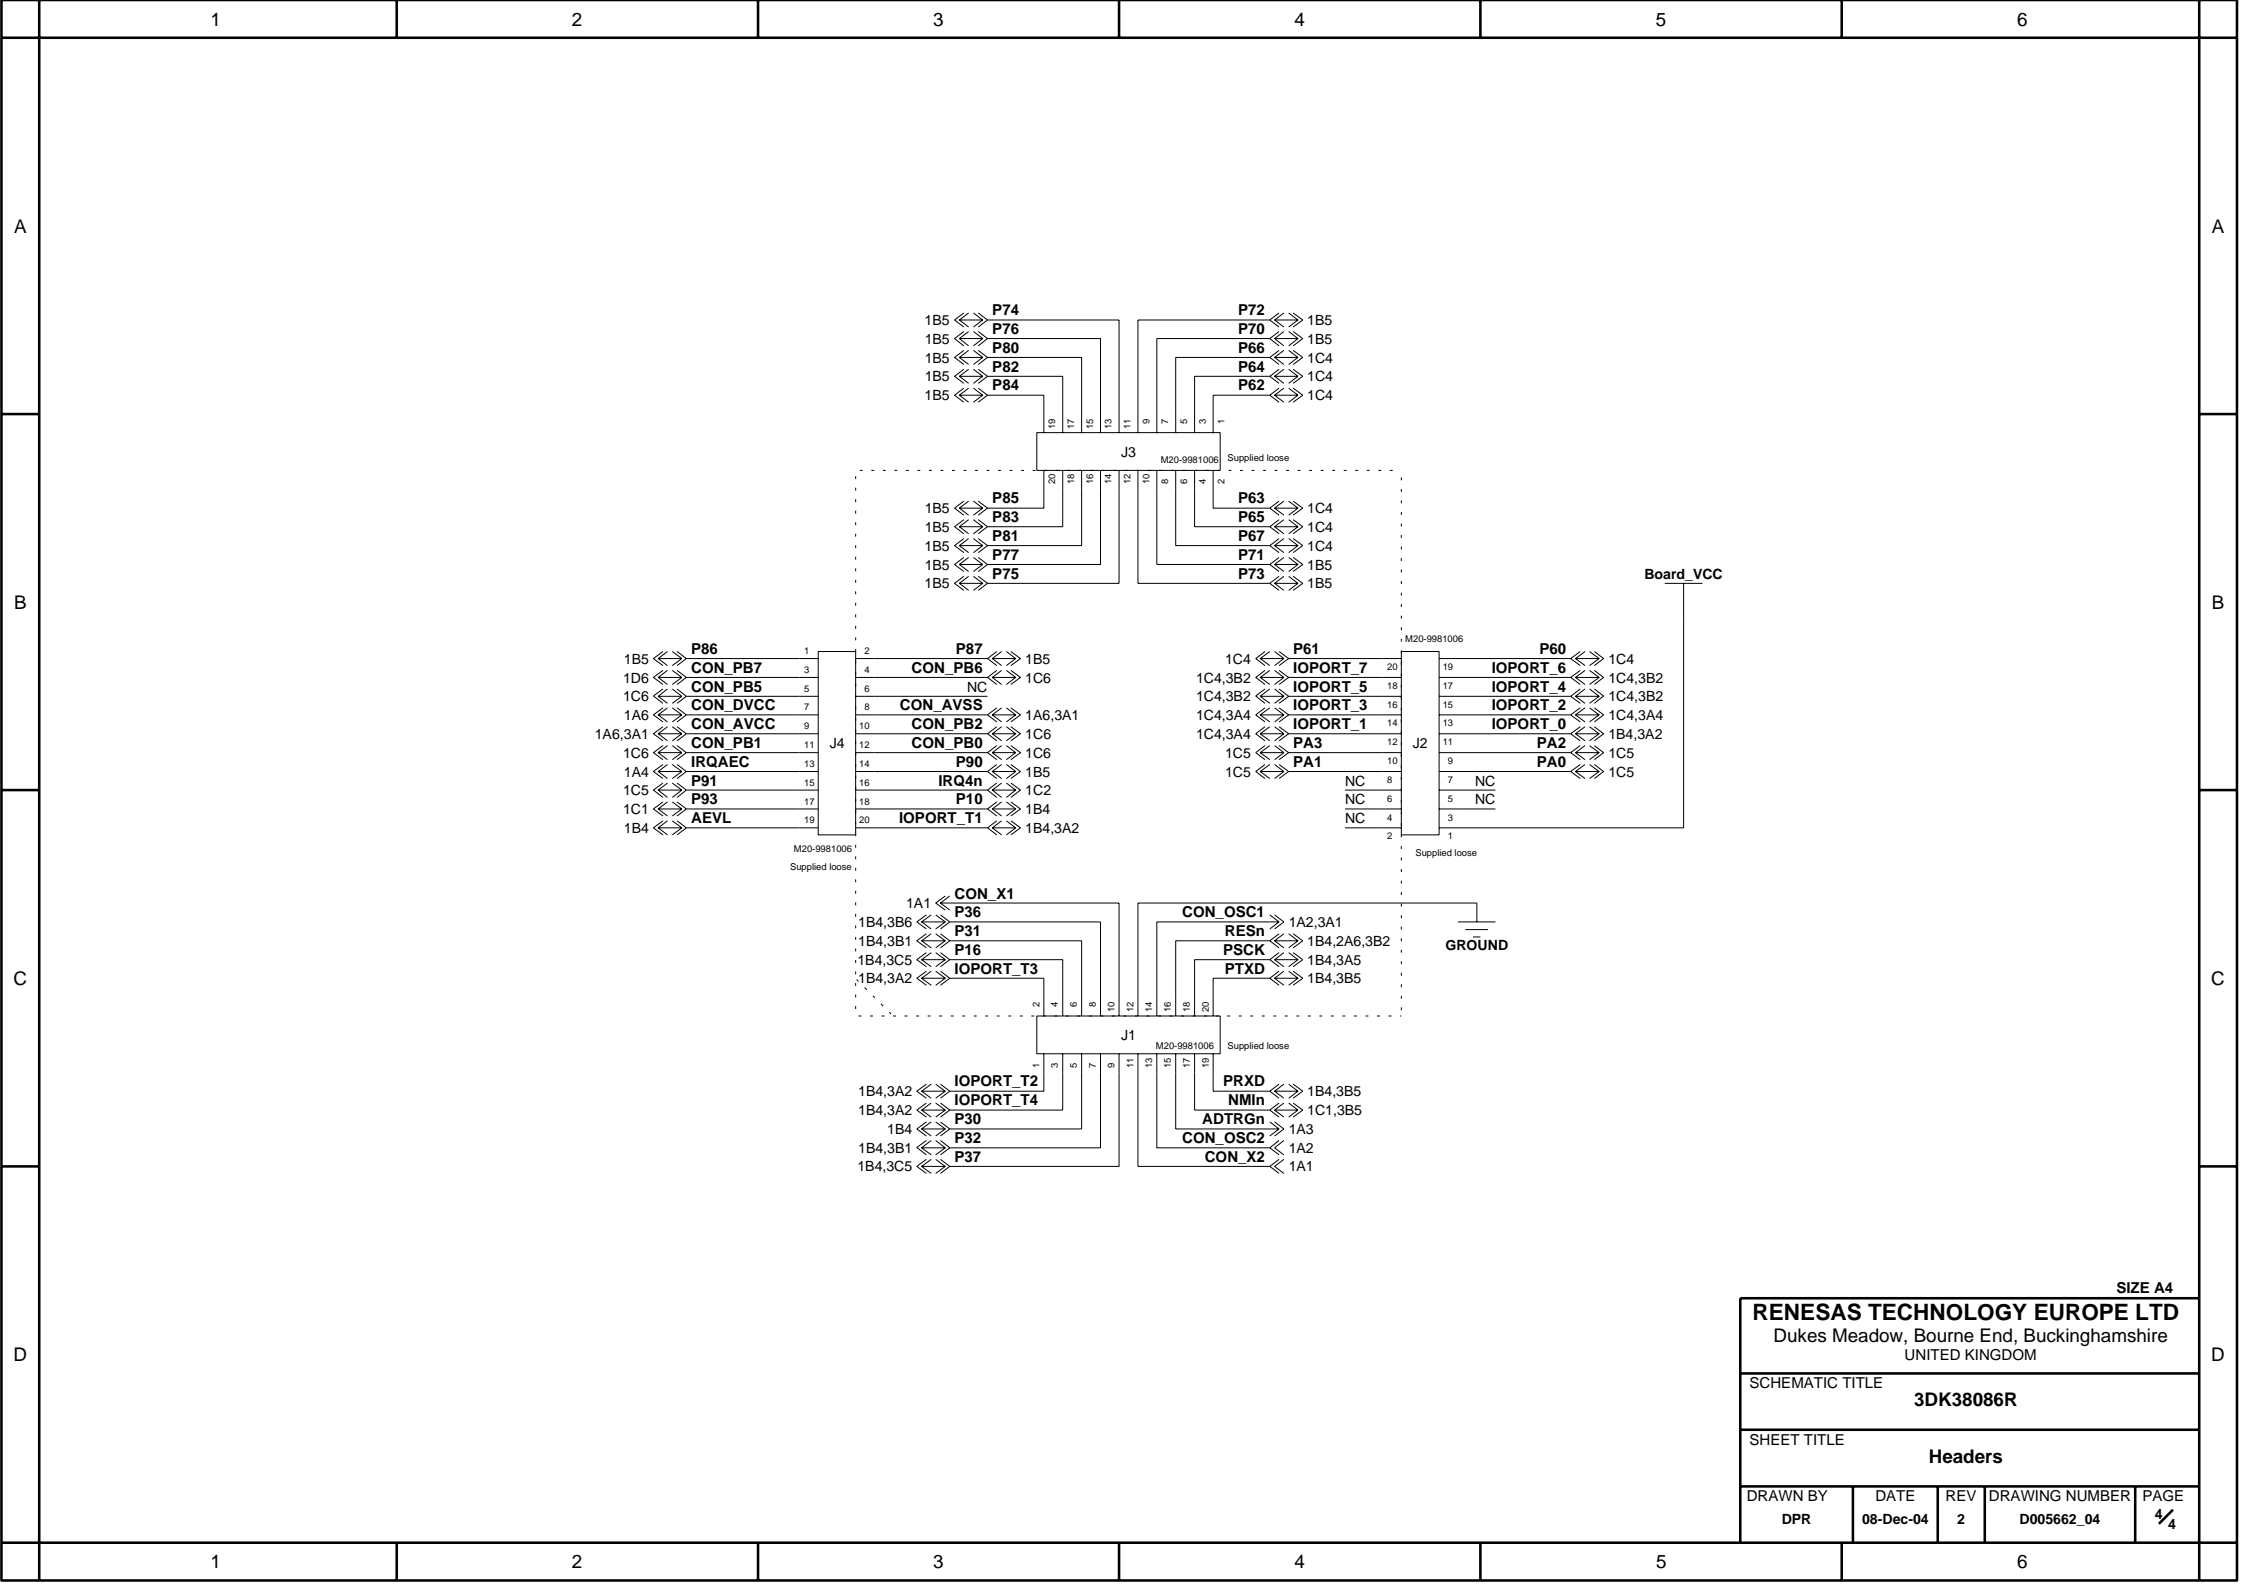 1 2 3 4 5 6
A A
P74 P72
1B5 1B5
P76 P70
1B5 1B5
P80 P66
1B5 1C4
P82 P64
1B5 1C4
P84 P62
1B5 1C4
19 17 15 13 11 9 7 5 3 1
J3 M20-9981006 Supplied loose
20 18 16 14 12 10 8 6 4 2
P85 P63
1B5 1C4
P83 P65
1B5 1C4
P81 P67
1B5 1C4
P77 P71
1B5 1B5
P75 P73
1B5 1B5
Board_VCC
B B
M20-9981006
P86 1 2 P87
1B5 1B5
CON_PB7 3 4 CON_PB6
1D6 1C6
CON_PB5 5 6 NC
1C6
CON_DVCC 7 8 CON_AVSS
1A6 1A6,3A1
CON_AVCC 9 10 CON_PB2
1A6,3A1 1C6
CON_PB1 11 J4 12 CON_PB0
1C6 1C6
IRQAEC 13 14 P90
1A4 1B5
P91 15 16 IRQ4n
1C5 1C2
P93 17 18 P10
1C1 1B4
AEVL 19 20 IOPORT_T1
1B4 1B4,3A2
M20-9981006
Supplied loose
P61 P60
1C4 1C4
IOPORT_7 20 19 IOPORT_6
1C4,3B2 1C4,3B2
IOPORT_5 18 17 IOPORT_4
1C4,3B2 1C4,3B2
IOPORT_3 16 15 IOPORT_2
1C4,3A4 1C4,3A4
IOPORT_1 14 13 IOPORT_0
1C4,3A4 1B4,3A2
PA3 12 J2 11 PA2
1C5 1C5
PA1 10 9 PA0
1C5 1C5
NC 8 7 NC
NC 6 5 NC
NC 4 3
2 1
Supplied loose
CON_X1
1A1
P36 CON_OSC1
1B4,3B6 1A2,3A1
P31 RESn
1B4,3B1 1B4,2A6,3B2
P16 PSCK
1B4,3C5 1B4,3A5
IOPORT_T3 PTXD
1B4,3A2 1B4,3B5
GROUND
C C
2 4 6 8 10 12 14 16 18 20
J1 M20-9981006 Supplied loose
1 3 5 7 9 11 13 15 17 19
IOPORT_T2 PRXD
1B4,3A2 1B4,3B5
IOPORT_T4 NMIn
1B4,3A2 1C1,3B5
P30 ADTRGn
1B4 1A3
P32 CON_OSC2
1B4,3B1 1A2
P37 CON_X2
1B4,3C5 1A1
D D
SIZE A4
RENESAS TECHNOLOGY EUROPE LTD
Dukes Meadow, Bourne End, Buckinghamshire
UNITED KINGDOM
SCHEMATIC TITLE
3DK38086R
SHEET TITLE
Headers
DRAWN BY DATE REV DRAWING NUMBER PAGE
DPR 08-Dec-04 2 D005662_04 4/4
1 2 3 4 5 6